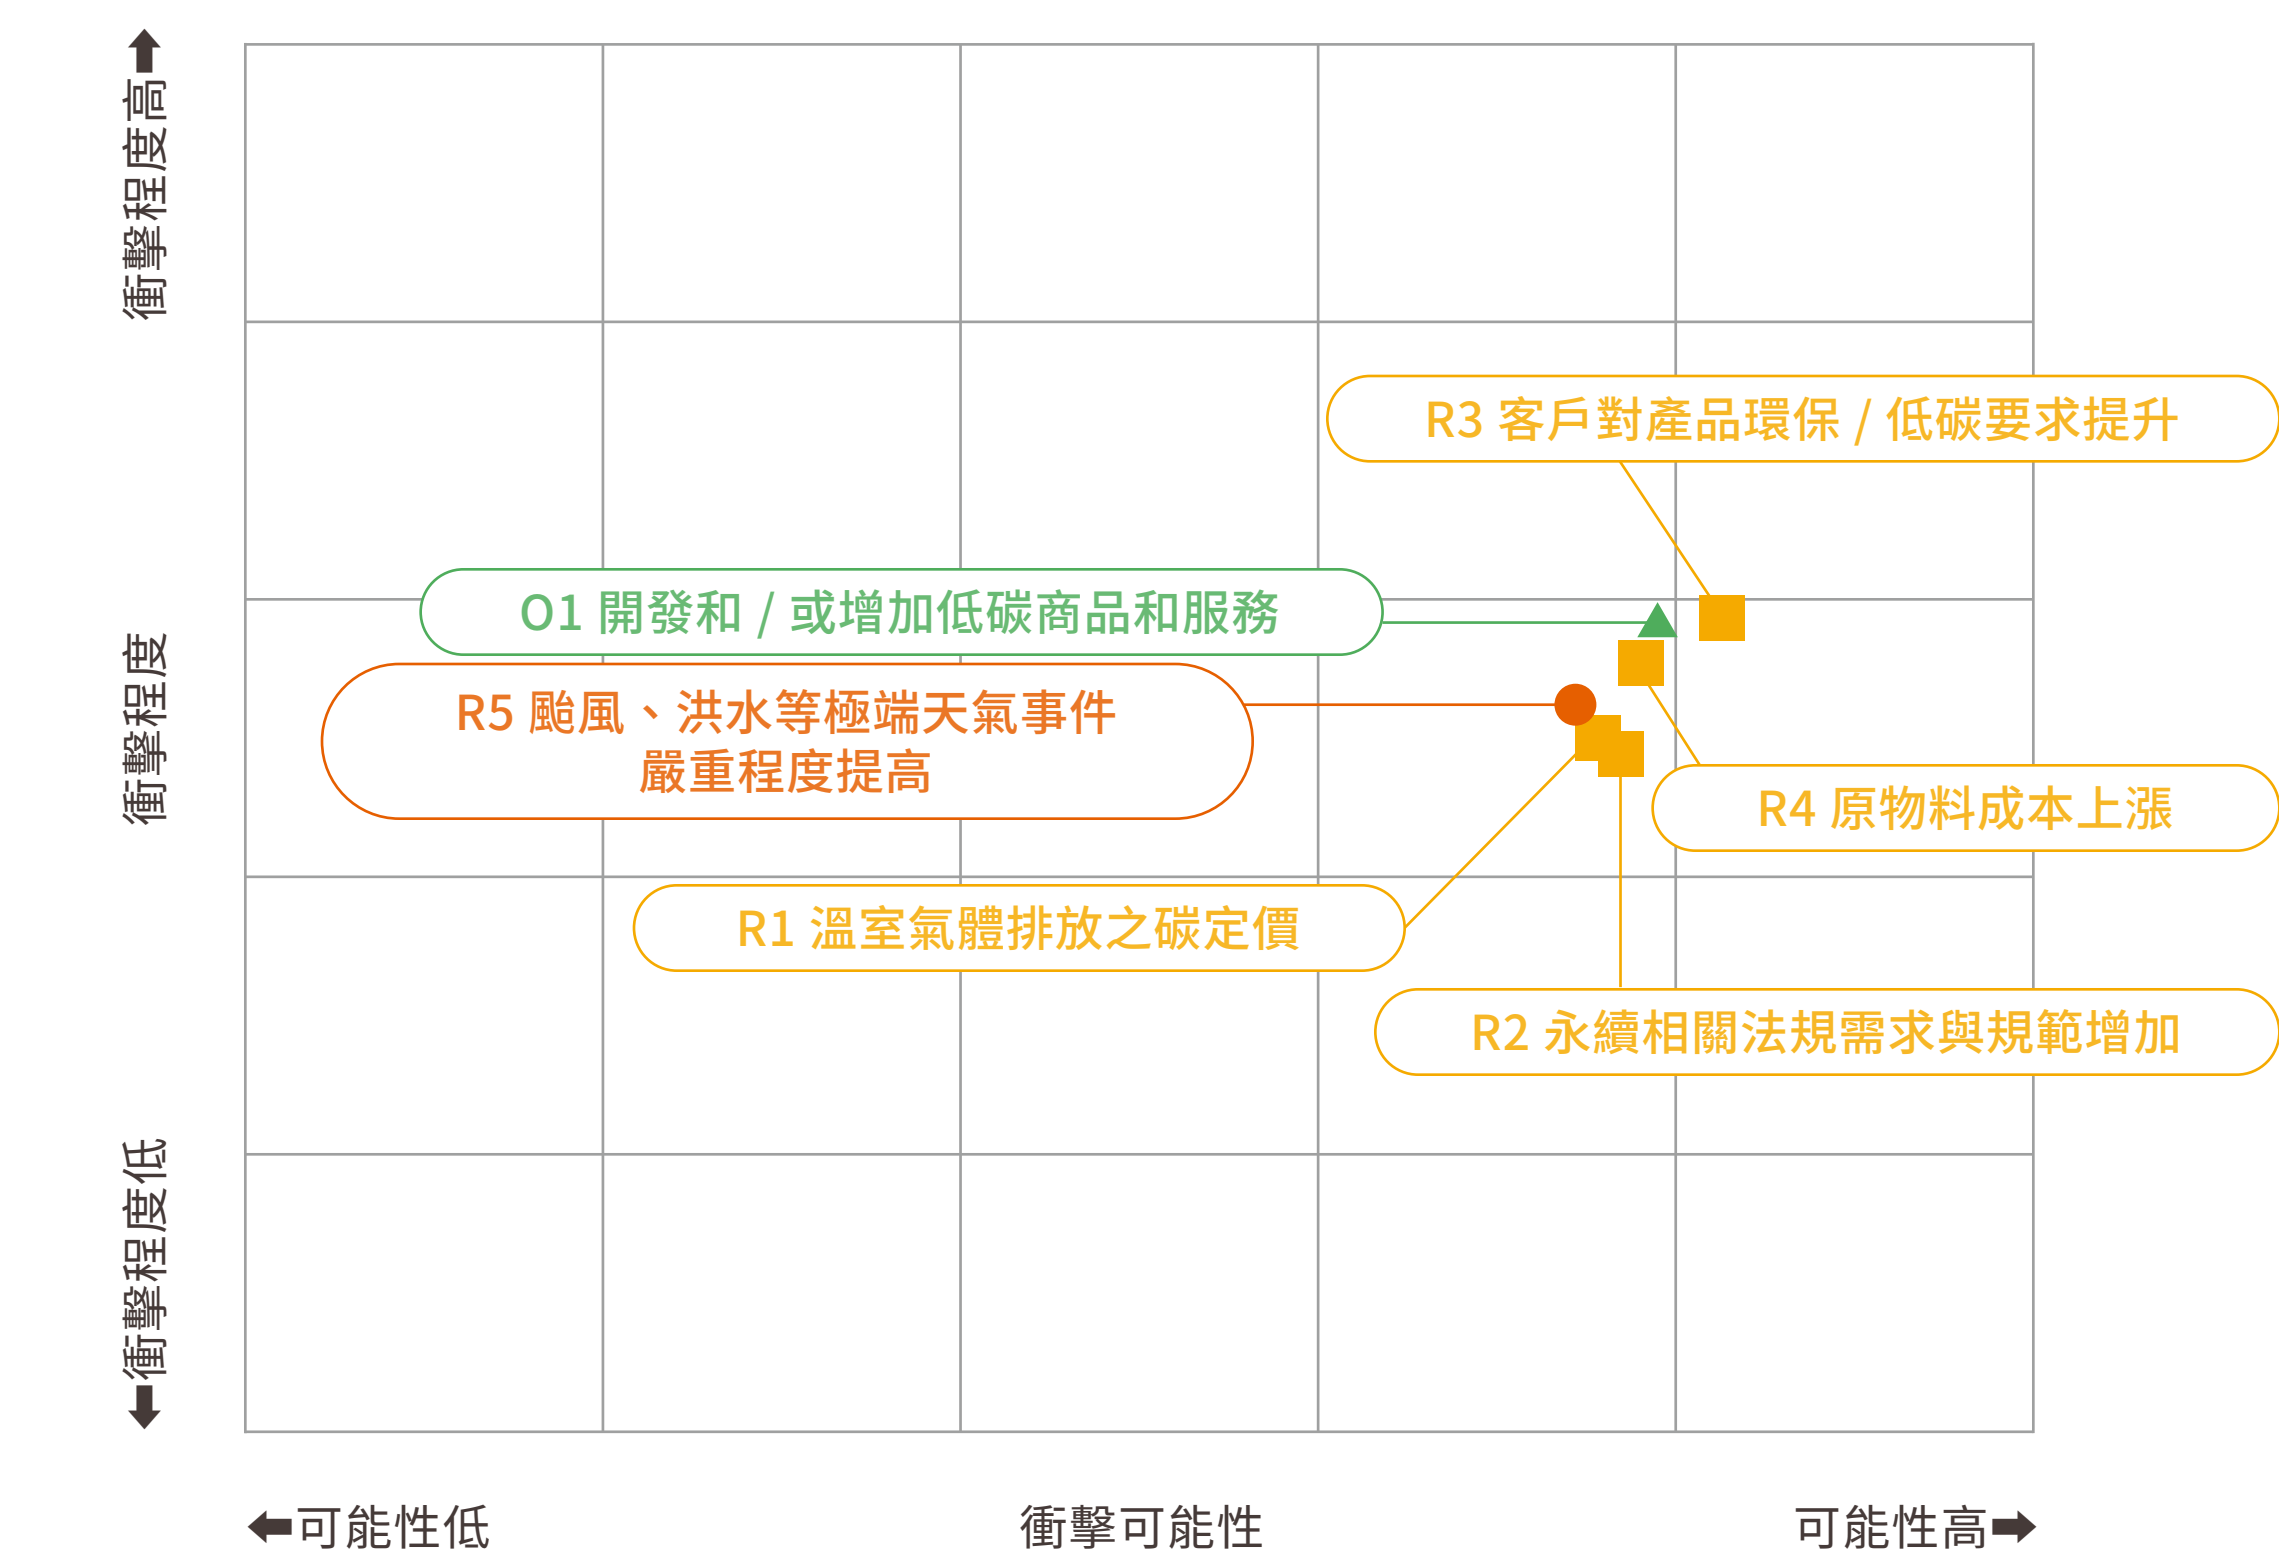 衝擊程度高
R3 客戶對產品環保 / 低碳要求提升
O1 開發和 / 或增加低碳商品和服務
衝擊程度
R5 颱風、洪水等極端天氣事件
嚴重程度提高
R4 原物料成本上漲
R1 溫室氣體排放之碳定價
R2 永續相關法規需求與規範增加
衝擊程度低
可能性低
衝擊可能性
可能性高